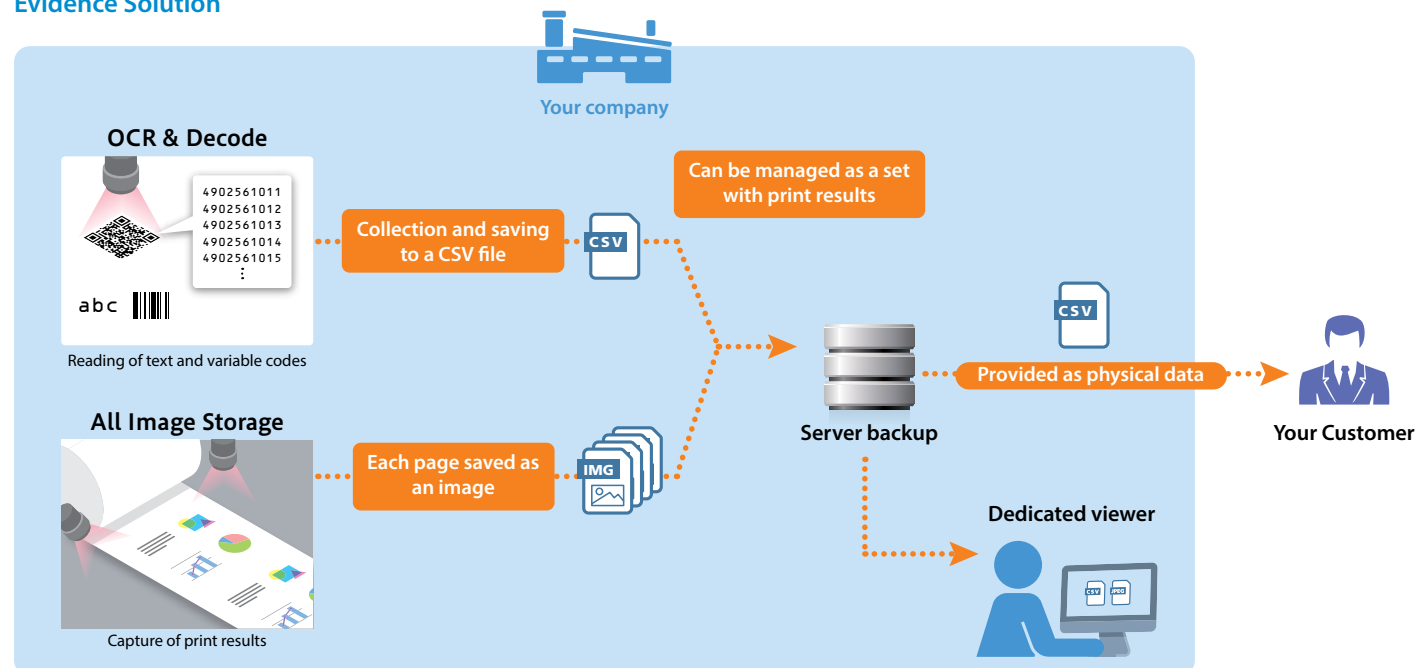 Evidence Solution
Your company
OCR & Decode
4902561011
4902561012
4902561013
4902561014
4902561015
⋮
abc
Reading of text and variable codes
Collection and saving
to a CSV file
CSV
Can be managed as a set
with print results
All Image Storage
Capture of print results
Each page saved as
an image
IMG
Server backup
CSV
Provided as physical data
Your Customer
Dedicated viewer
CSV
JPEG